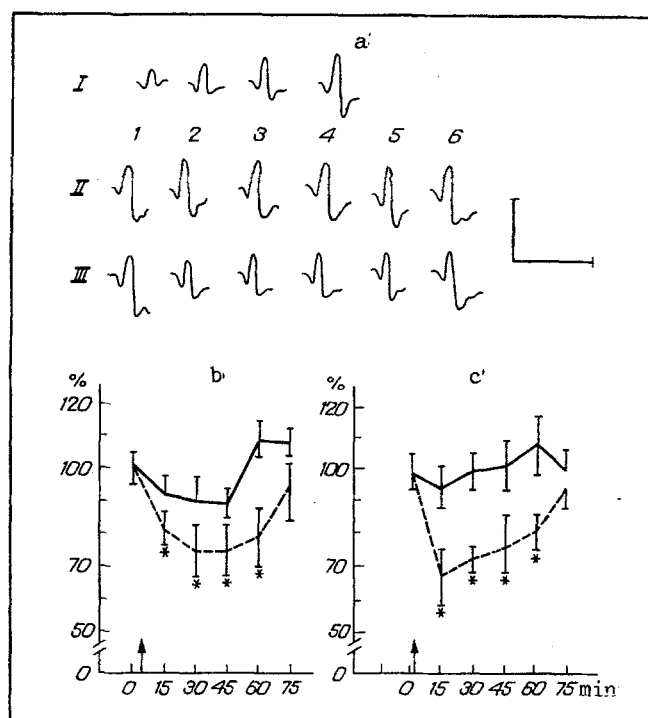 a'
I
1 2 3 4 5 6
II
III
b' c'
% %
120 120
100 100
70 70
50 50
0 0
0 15 30 45 60 75 0 15 30 45 60 75 min
* * * * * * * *